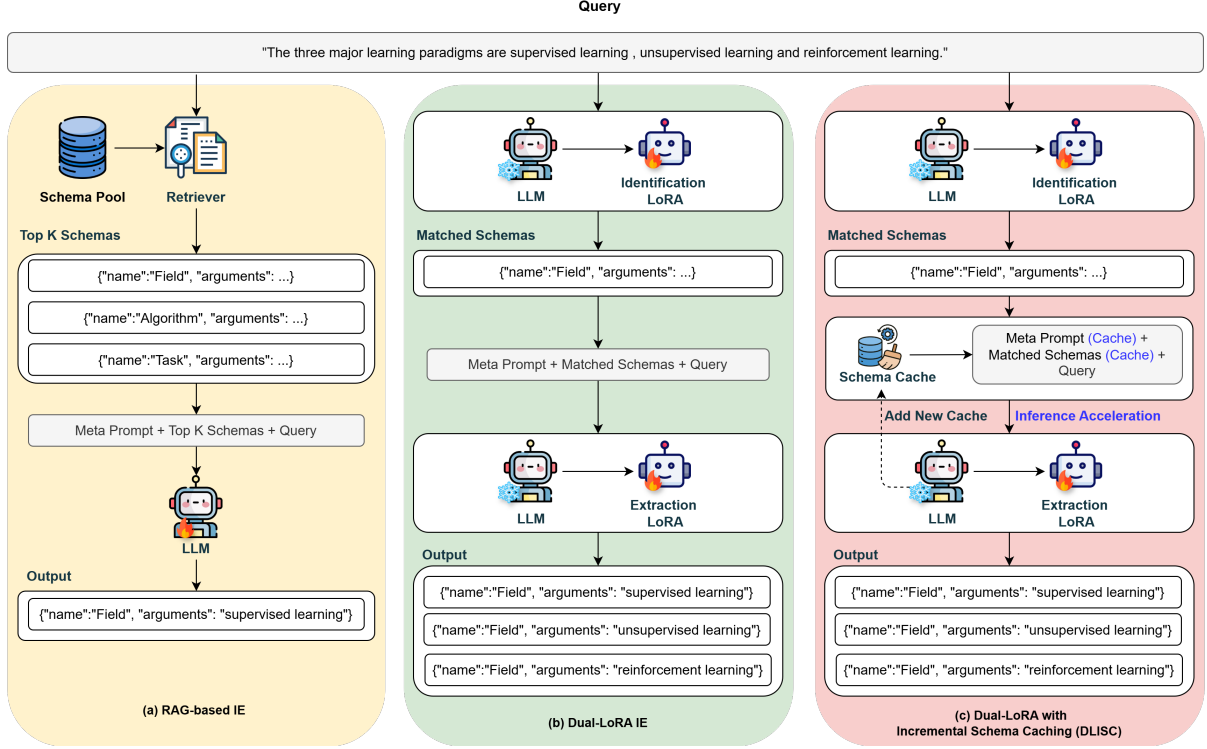 Query
"The three major learning paradigms are supervised learning , unsupervised learning and reinforcement learning."
Schema Pool
Retriever
Top K Schemas
{"name":"Field", "arguments": ...}
{"name":"Algorithm", "arguments": ...}
{"name":"Task", "arguments": ...}
Meta Prompt + Top K Schemas + Query
LLM
Output
{"name":"Field", "arguments": "supervised learning"}
(a) RAG-based IE
LLM
Identification
LoRA
Matched Schemas
{"name":"Field", "arguments": ...}
Meta Prompt + Matched Schemas + Query
LLM
Extraction
LoRA
Output
{"name":"Field", "arguments": "supervised learning"}
{"name":"Field", "arguments": "unsupervised learning"}
{"name":"Field", "arguments": "reinforcement learning"}
(b) Dual-LoRA IE
LLM
Identification
LoRA
Matched Schemas
{"name":"Field", "arguments": ...}
Schema Cache
Meta Prompt (Cache) +
Matched Schemas (Cache) +
Query
Add New Cache
Inference Acceleration
LLM
Extraction
LoRA
Output
{"name":"Field", "arguments": "supervised learning"}
{"name":"Field", "arguments": "unsupervised learning"}
{"name":"Field", "arguments": "reinforcement learning"}
(c) Dual-LoRA with
Incremental Schema Caching (DLISC)